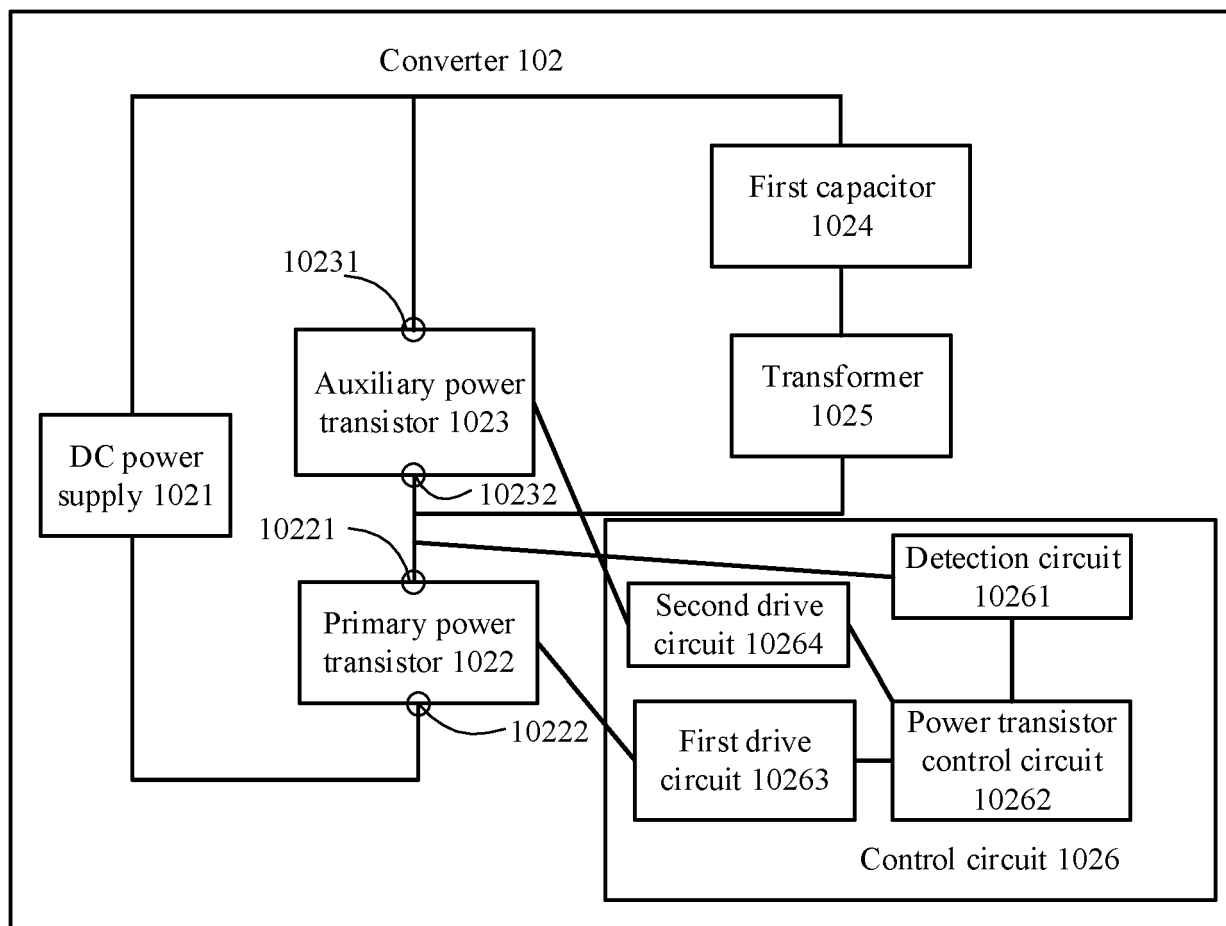 Converter 102
First capacitor
1024
10231
Auxiliary power
transistor 1023
Transformer
1025
DC power
supply 1021
10232
10221
Detection circuit
10261
Second drive
circuit 10264
Primary power
transistor 1022
10222
First drive
circuit 10263
Power transistor
control circuit
10262
Control circuit 1026